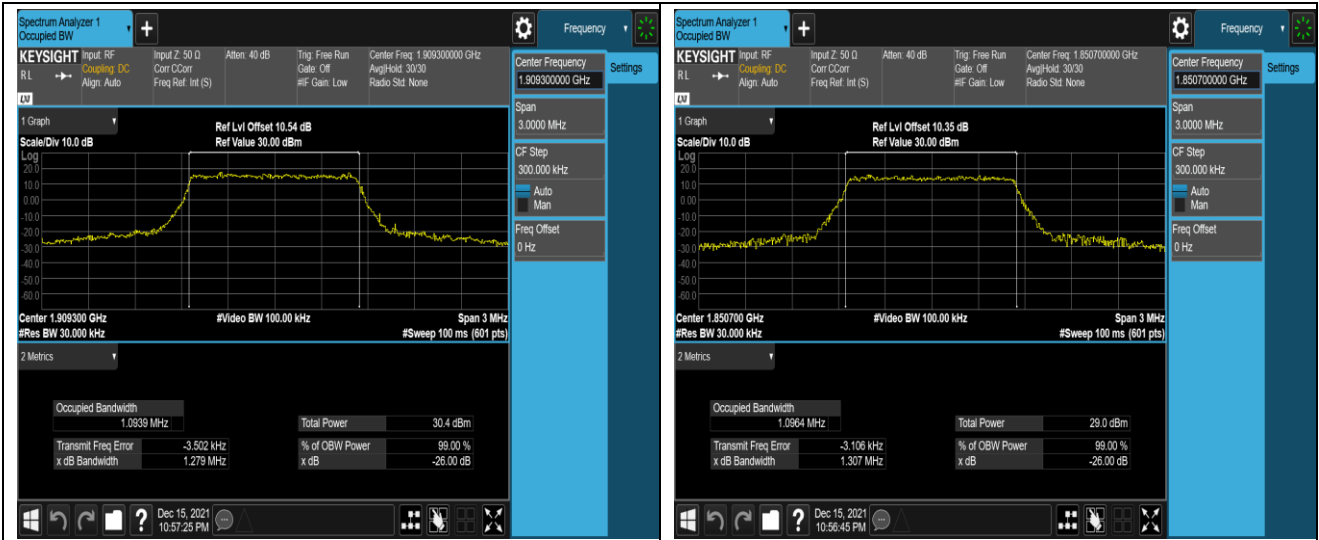 Spectrum Analyzer 1
Occupied BW
Frequency
KEYSIGHT
Input: RF
Input Z: 50 Ω
Atten: 40 dB
Trig: Free Run
Center Freq: 1.909300000 GHz
Coupling: DC
Corr CCorr
Gate: Off
Avg|Hold: 30/30
RL
Align: Auto
Freq Ref: Int (S)
#IF Gain: Low
Radio Std: None
LXI
Center Frequency
1.909300000 GHz
Settings
Span
3.0000 MHz
CF Step
300.000 kHz
Auto
Man
Freq Offset
0 Hz
1 Graph
Ref Lvl Offset 10.54 dB
Scale/Div 10.0 dB
Ref Value 30.00 dBm
Log
20.0
10.0
0.00
-10.0
-20.0
-30.0
-40.0
-50.0
-60.0
Center 1.909300 GHz
#Video BW 100.00 kHz
Span 3 MHz
#Res BW 30.000 kHz
#Sweep 100 ms (601 pts)
2 Metrics
Occupied Bandwidth
1.0939 MHz
Total Power 30.4 dBm
Transmit Freq Error -3.502 kHz
% of OBW Power 99.00 %
x dB Bandwidth 1.279 MHz
x dB -26.00 dB
?
Dec 15, 2021
10:57:25 PM
Spectrum Analyzer 1
Occupied BW
Frequency
KEYSIGHT
Input: RF
Input Z: 50 Ω
Atten: 40 dB
Trig: Free Run
Center Freq: 1.850700000 GHz
Coupling: DC
Corr CCorr
Gate: Off
Avg|Hold: 30/30
RL
Align: Auto
Freq Ref: Int (S)
#IF Gain: Low
Radio Std: None
LXI
Center Frequency
1.850700000 GHz
Settings
Span
3.0000 MHz
CF Step
300.000 kHz
Auto
Man
Freq Offset
0 Hz
1 Graph
Ref Lvl Offset 10.35 dB
Scale/Div 10.0 dB
Ref Value 30.00 dBm
Log
20.0
10.0
0.00
-10.0
-20.0
-30.0
-40.0
-50.0
-60.0
Center 1.850700 GHz
#Video BW 100.00 kHz
Span 3 MHz
#Res BW 30.000 kHz
#Sweep 100 ms (601 pts)
2 Metrics
Occupied Bandwidth
1.0964 MHz
Total Power 29.0 dBm
Transmit Freq Error -3.106 kHz
% of OBW Power 99.00 %
x dB Bandwidth 1.307 MHz
x dB -26.00 dB
?
Dec 15, 2021
10:56:45 PM